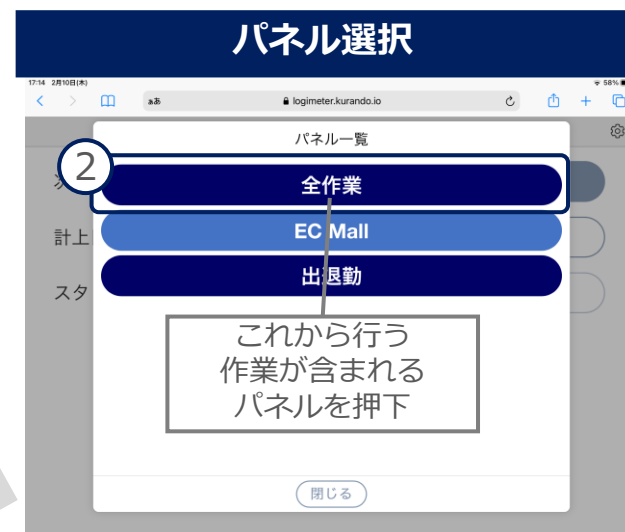 パネル選択
17:14 2月10日(木)
58%
ぁあ
logimeter.kurando.io
パネル一覧
2
全作業
計上
EC Mall
出退勤
スタ
これから行う
作業が含まれる
パネルを押下
閉じる